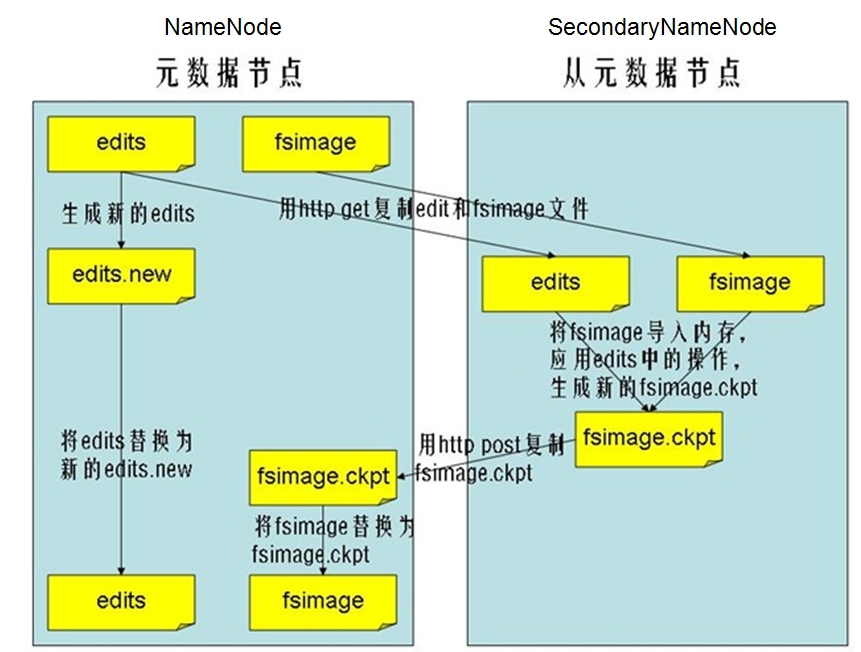 NameNode
SecondaryNameNode
元数据节点
从元数据节点
edits
fsimage
生成新的edits
用http get复制edit和fsimage文件
edits.new
edits
fsimage
将fsimage导入内存，
应用edits中的操作，
生成新的fsimage.ckpt
将edits替换为
新的edits.new
用http post复制
fsimage.ckpt
fsimage.ckpt
fsimage.ckpt
将fsimage替换为
fsimage.ckpt
edits
fsimage